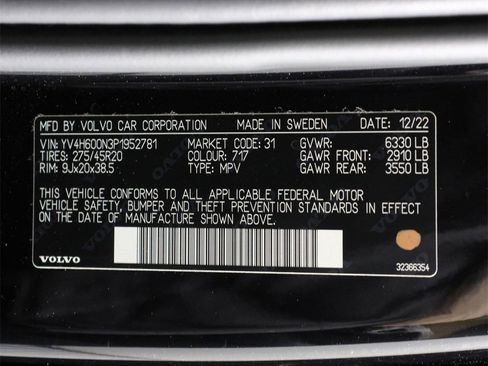 MFD BY VOLVO CAR CORPORATION MADE IN SWEDEN DATE: 12/22
VIN: YV4H600N3P1952781 MARKET CODE: 31 GVWR: 6330 LB
TIRES: 275/45R20 COLOUR: 717 GAWR FRONT: 2910 LB
RIM: 9Jx20x38.5 TYPE: MPV GAWR REAR: 3550 LB
THIS VEHICLE CONFORMS TO ALL APPLICABLE FEDERAL MOTOR
VEHICLE SAFETY, BUMPER AND THEFT PREVENTION STANDARDS IN EFFECT
ON THE DATE OF MANUFACTURE SHOWN ABOVE.
VOLVO 32366354